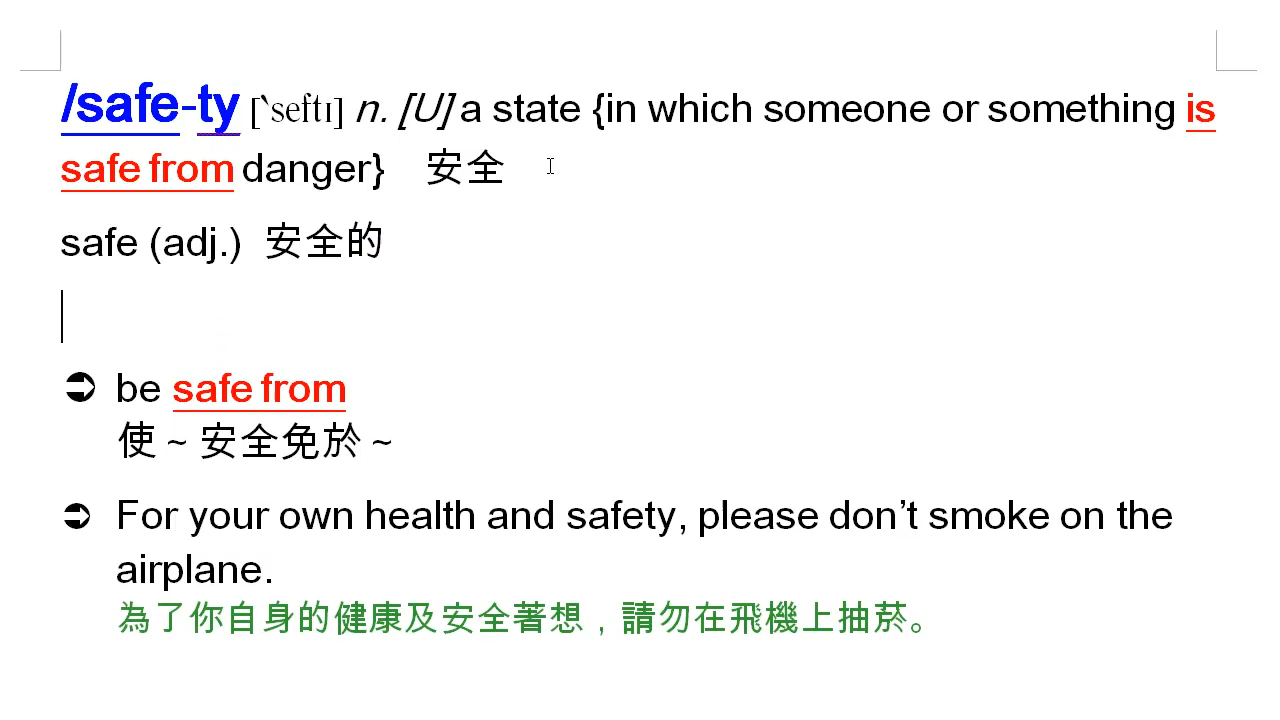 /safe-ty [ˋseftɪ] n. [U] a state {in which someone or something is
safe from danger} 安全
safe (adj.) 安全的
➲ be safe from
使～安全免於～
➲ For your own health and safety, please don’t smoke on the
airplane.
為了你自身的健康及安全著想，請勿在飛機上抽菸。